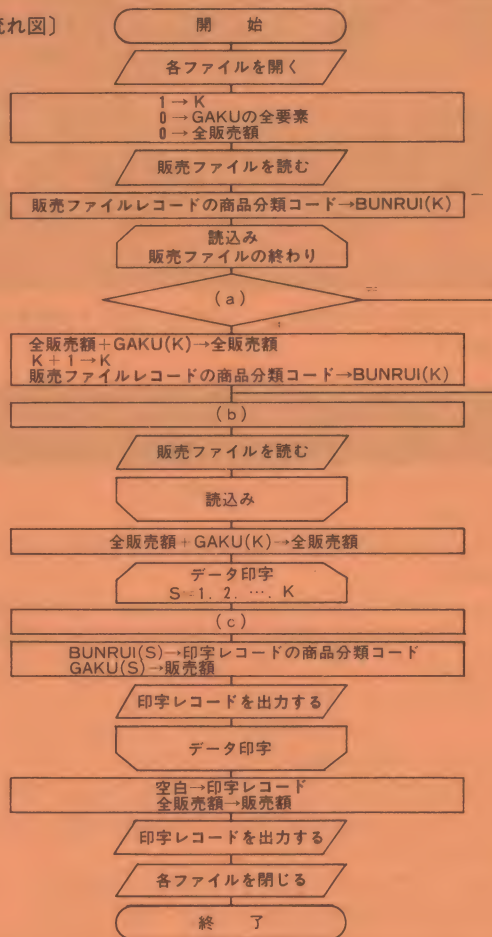 れ図〕
開　始
各ファイルを開く
1→K
0→GAKUの全要素
0→全販売額
販売ファイルを読む
販売ファイルレコードの商品分類コード→BUNRUI(K)
読込み
販売ファイルの終わり
(a)
=
全販売額+GAKU(K)→全販売額
K+1→K
販売ファイルレコードの商品分類コード→BUNRUI(K)
(b)
販売ファイルを読む
読込み
全販売額+GAKU(K)→全販売額
データ印字
S=1. 2. …. K
(c)
BUNRUI(S)→印字レコードの商品分類コード
GAKU(S)→販売額
印字レコードを出力する
データ印字
空白→印字レコード
全販売額→販売額
印字レコードを出力する
各ファイルを閉じる
終　了